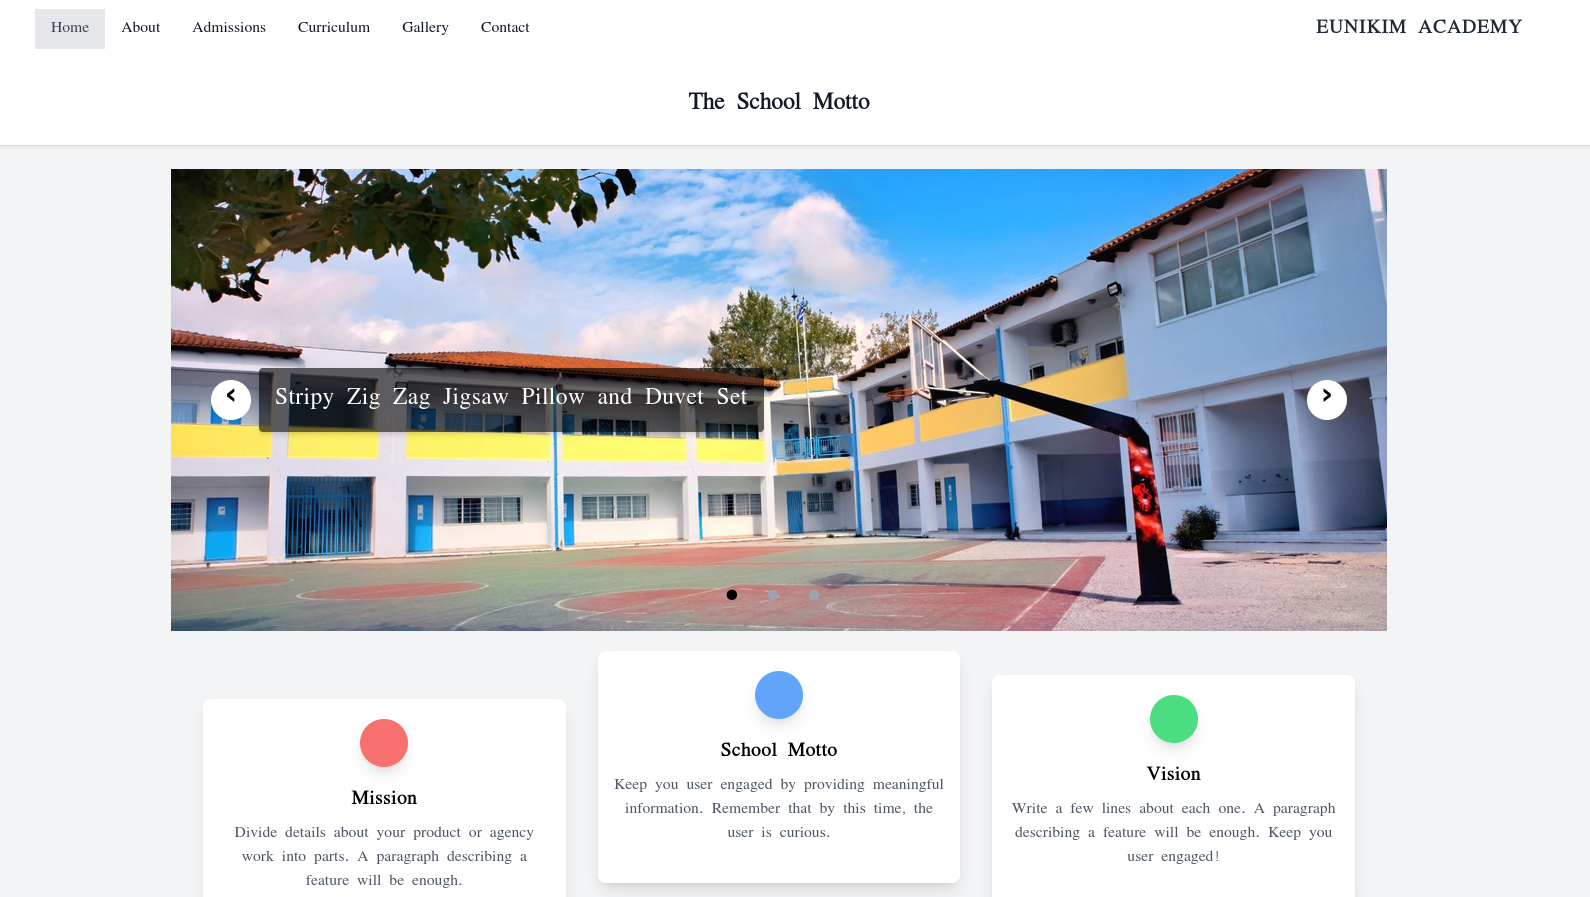 Home About Admissions Curriculum Gallery Contact EUNIKIM ACADEMY
The School Motto
Stripy Zig Zag Jigsaw Pillow and Duvet Set
School Motto
Keep you user engaged by providing meaningful
information. Remember that by this time, the
user is curious.
Vision
Write a few lines about each one. A paragraph
describing a feature will be enough. Keep you
user engaged!
Mission
Divide details about your product or agency
work into parts. A paragraph describing a
feature will be enough.